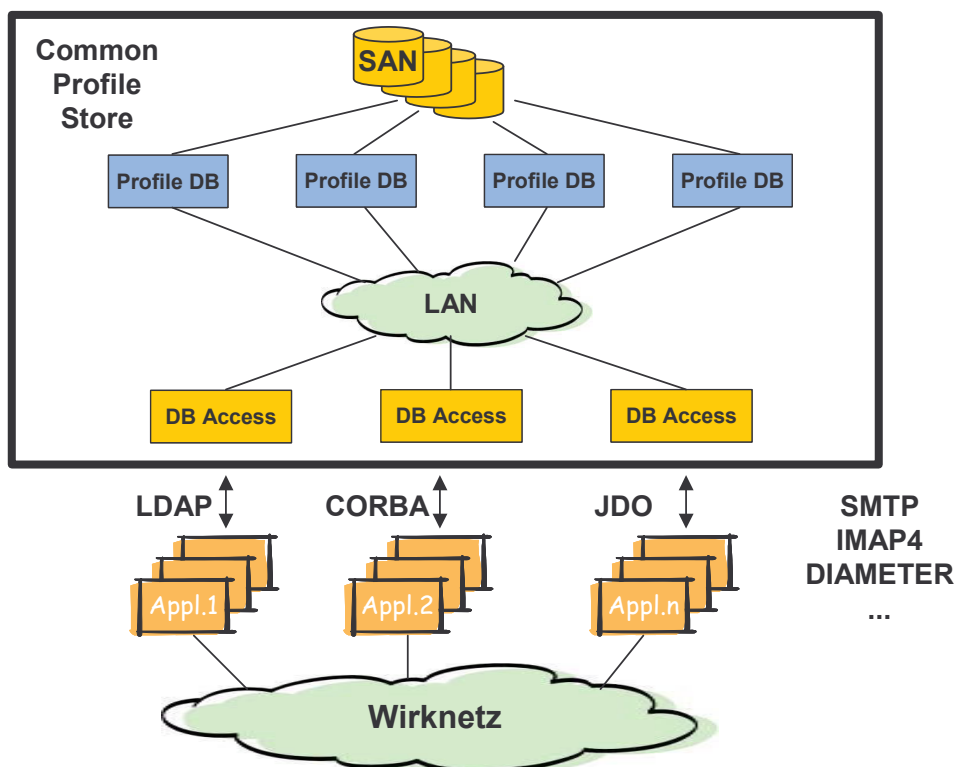 Common
Profile
Store
SAN
Profile DB
Profile DB
Profile DB
Profile DB
LAN
DB Access
DB Access
DB Access
LDAP
CORBA
JDO
SMTP
IMAP4
DIAMETER
...
Appl.1
Appl.2
Appl.n
Wirknetz